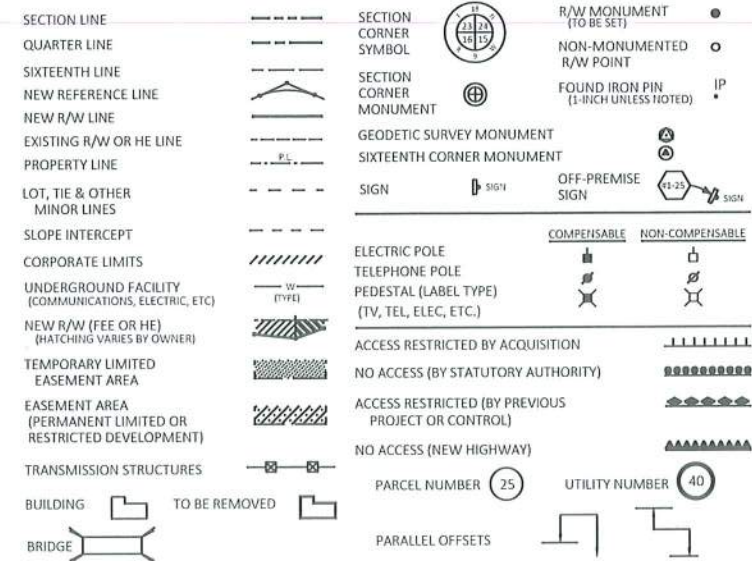 SECTION LINE
QUARTER LINE
SIXTEENTH LINE
NEW REFERENCE LINE
NEW R/W LINE
EXISTING R/W OR HE LINE
PROPERTY LINE
P.L.
LOT, TIE & OTHER
MINOR LINES
SLOPE INTERCEPT
CORPORATE LIMITS
UNDERGROUND FACILITY
(COMMUNICATIONS, ELECTRIC, ETC)
W
(TYPE)
NEW R/W (FEE OR HE)
(HATCHING VARIES BY OWNER)
TEMPORARY LIMITED
EASEMENT AREA
EASEMENT AREA
(PERMANENT LIMITED OR
RESTRICTED DEVELOPMENT)
TRANSMISSION STRUCTURES
BUILDING
TO BE REMOVED
BRIDGE
SECTION
CORNER
SYMBOL
23 24
16 15
SECTION
CORNER
MONUMENT
R/W MONUMENT
(TO BE SET)
NON-MONUMENTED
R/W POINT
FOUND IRON PIN
(1-INCH UNLESS NOTED)
IP
GEODETIC SURVEY MONUMENT
SIXTEENTH CORNER MONUMENT
SIGN
SIGN
OFF-PREMISE
SIGN
41-25
SIGN
COMPENSABLE
NON-COMPENSABLE
ELECTRIC POLE
TELEPHONE POLE
PEDESTAL (LABEL TYPE)
(TV, TEL, ELEC, ETC.)
ACCESS RESTRICTED BY ACQUISITION
NO ACCESS (BY STATUTORY AUTHORITY)
ACCESS RESTRICTED (BY PREVIOUS
PROJECT OR CONTROL)
NO ACCESS (NEW HIGHWAY)
PARCEL NUMBER
25
UTILITY NUMBER
40
PARALLEL OFFSETS